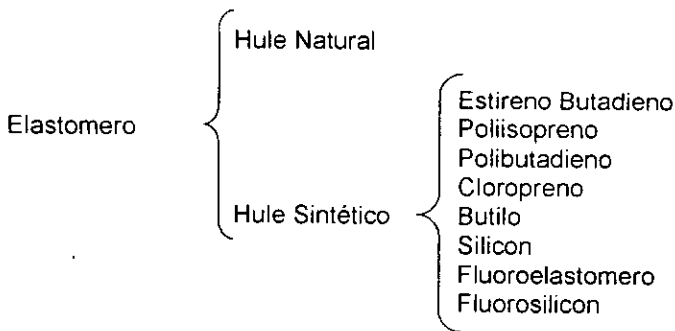 Hule Natural
Elastomero
Hule Sintético
Estireno Butadieno
Poliisopreno
Polibutadieno
Cloropreno
Butilo
Silicon
Fluoroelastomero
Fluorosilicon